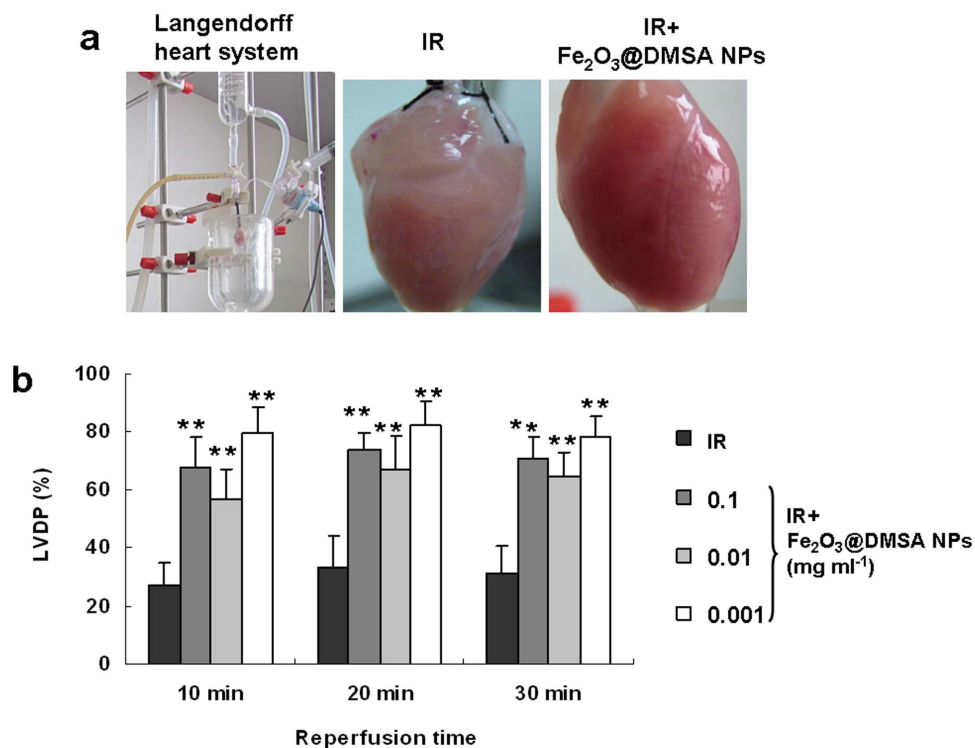 a
Langendorff
heart system
IR
IR+
Fe₂O₃@DMSA NPs
b
LVDP (%)
100
80
60
40
20
0
**
**
**
**
**
**
**
**
**
10 min
20 min
30 min
Reperfusion time
IR
0.1
0.01
0.001
IR+
Fe₂O₃@DMSA NPs
(mg ml⁻¹)